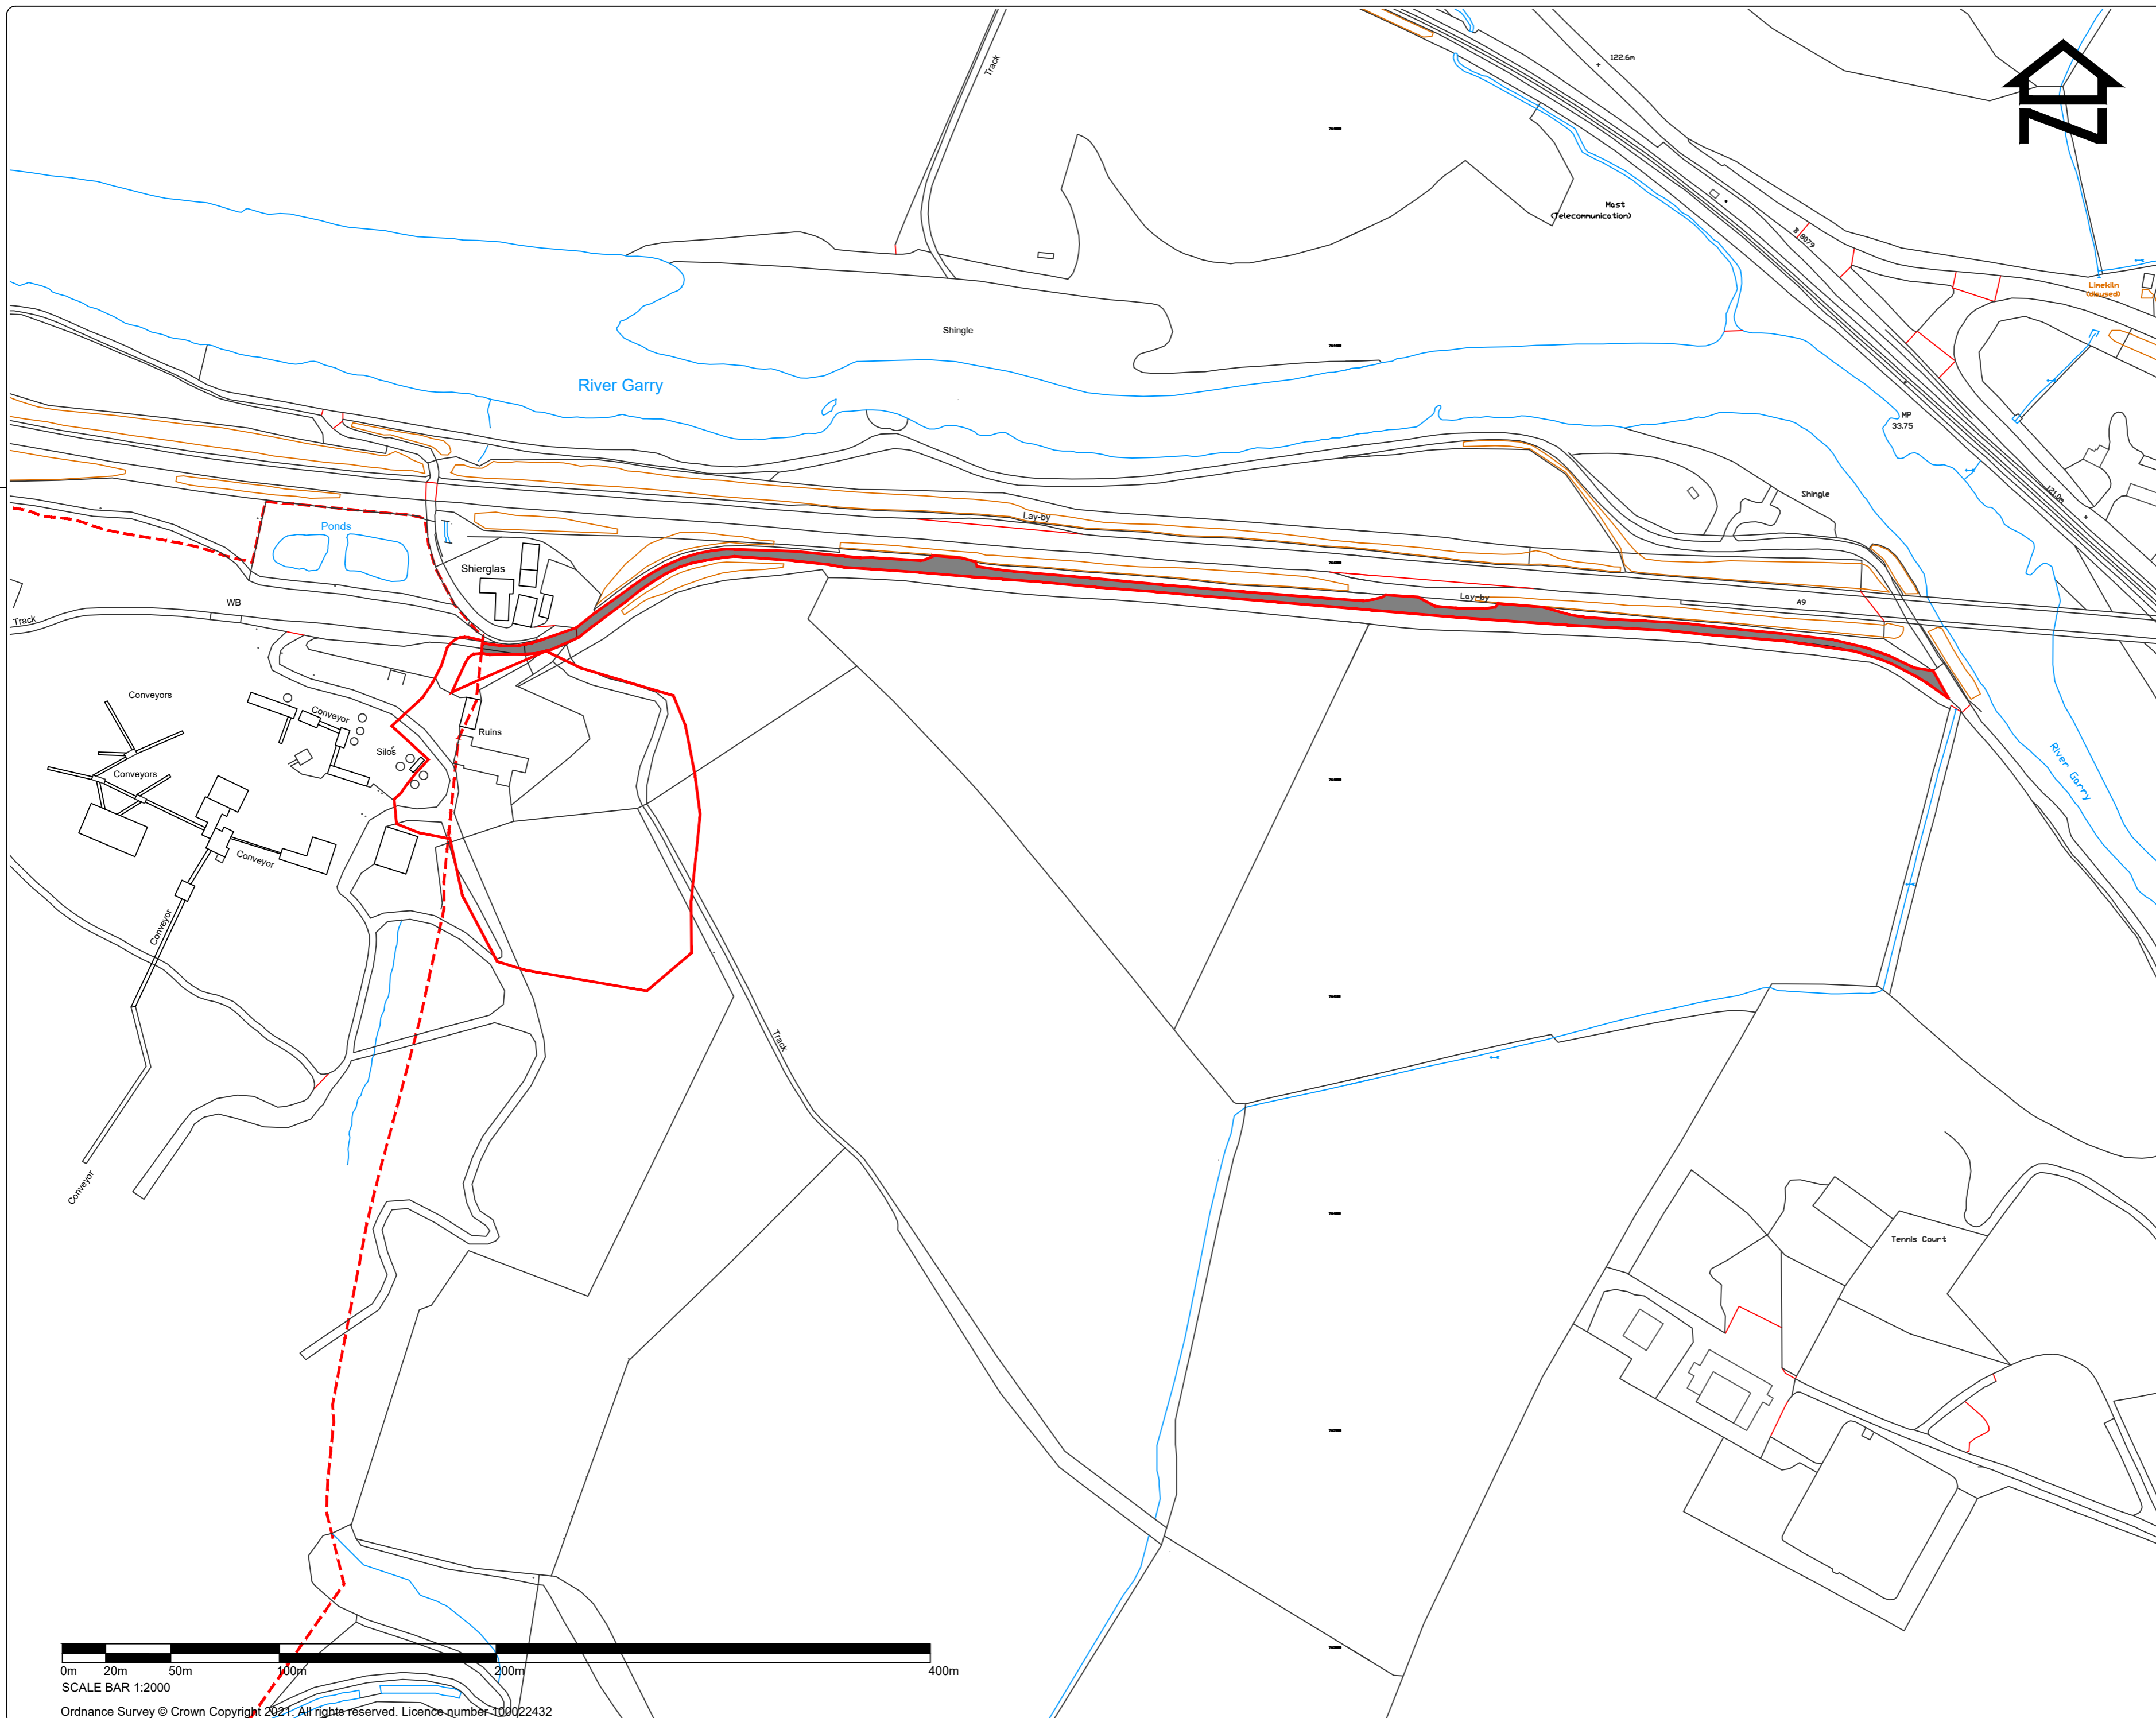 Track
122.6m
N
Mast
(Telecommunication)
B 8079
Limekiln
(disused)
Shingle
River Garry
MP
33.75
121.0m
Shingle
Lay-by
Ponds
Shierglas
Lay-by
A9
WB
Track
Conveyors
Conveyor
Ruins
Silos
Conveyors
River Garry
Conveyor
Conveyor
Track
Conveyor
Tennis Court
0m 20m 50m 100m 200m 400m
SCALE BAR 1:2000
Ordnance Survey © Crown Copyright 2021. All rights reserved. Licence number 100022432